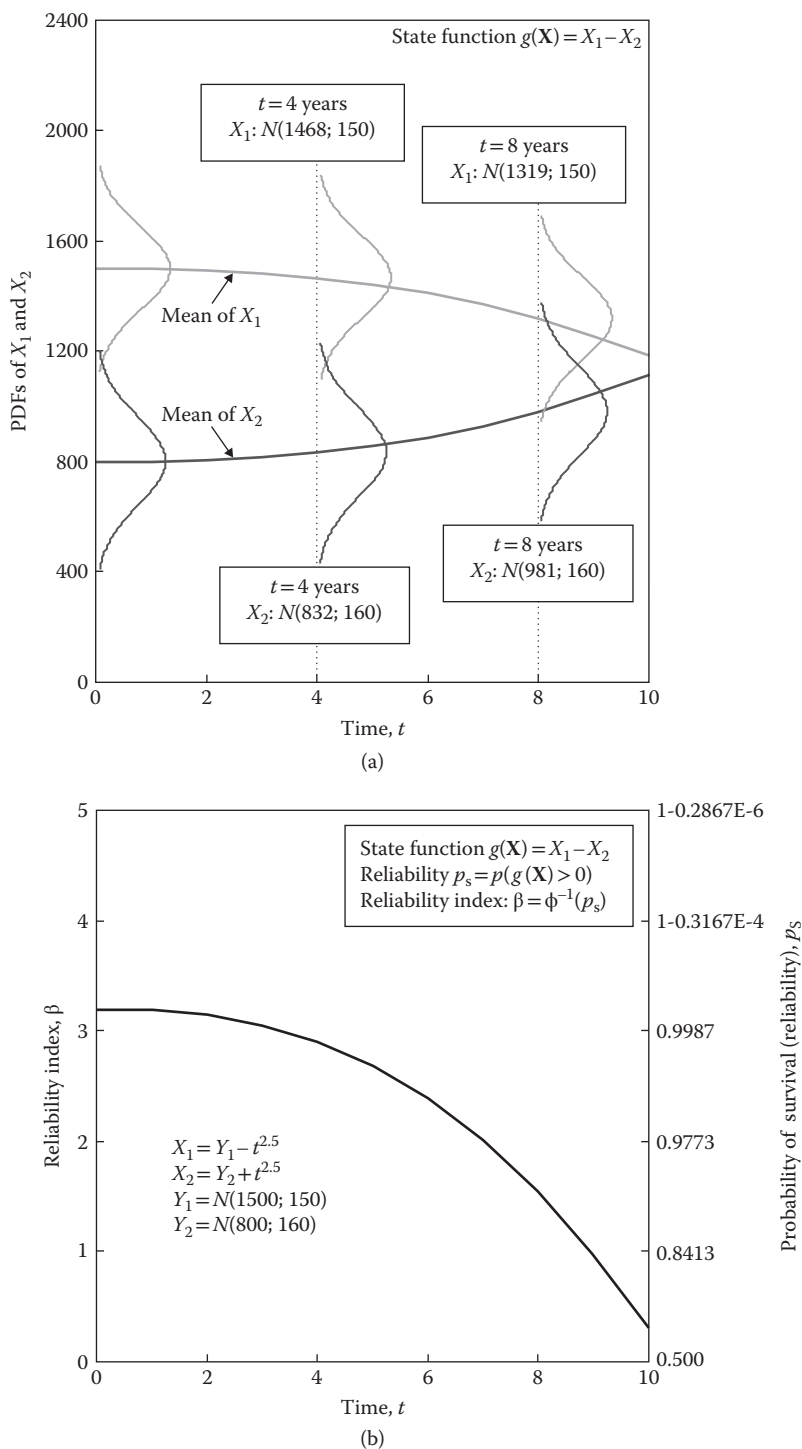 2400
State function g(X) = X₁ – X₂
t = 4 years
X₁: N(1468; 150)
2000
t = 8 years
X₁: N(1319; 150)
1600
PDFs of X₁ and X₂
Mean of X₁
1200
Mean of X₂
800
t = 8 years
X₂: N(981; 160)
t = 4 years
X₂: N(832; 160)
400
0
0 2 4 6 8 10
Time, t
(a)
5
1-0.2867E-6
State function g(X) = X₁ – X₂
Reliability pₛ = p(g(X) > 0)
Reliability index: β = ϕ⁻¹(pₛ)
4
1-0.3167E-4
Reliability index, β
Probability of survival (reliability), p_S
3
0.9987
2
0.9773
X₁ = Y₁ – t^2.5
X₂ = Y₂ + t^2.5
Y₁ = N(1500; 150)
Y₂ = N(800; 160)
1
0.8413
0
0.500
0 2 4 6 8 10
Time, t
(b)